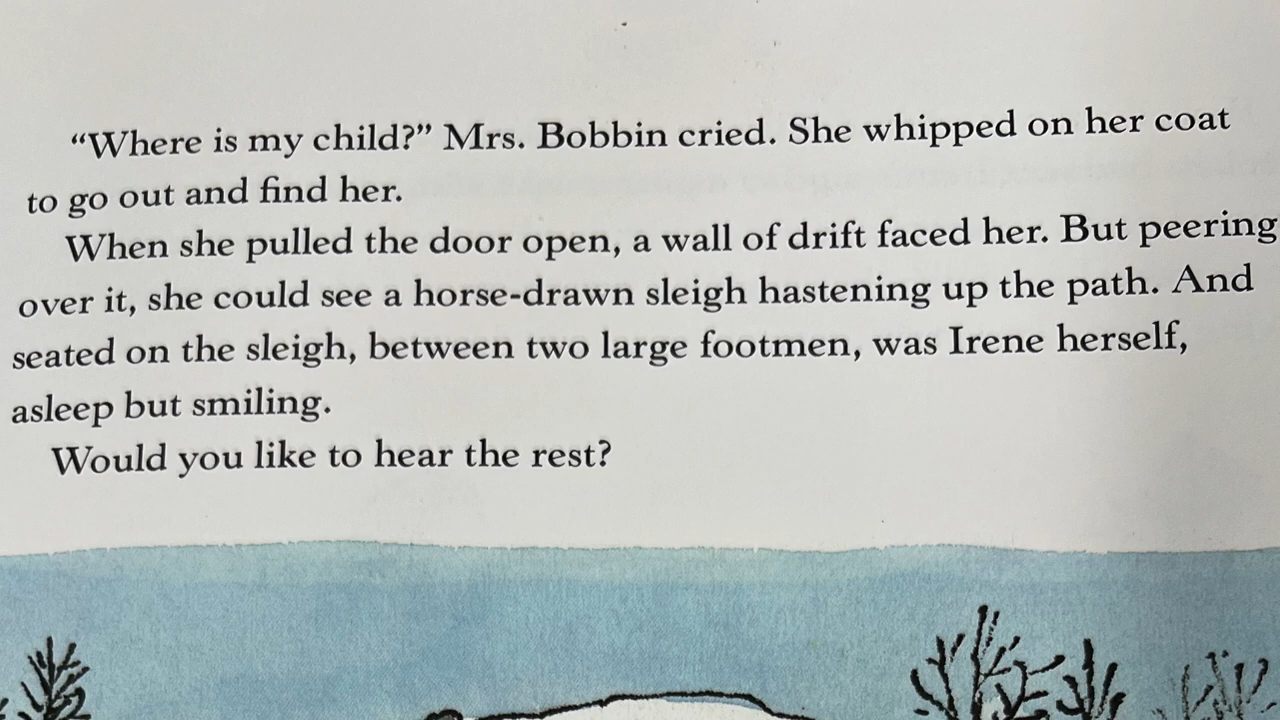 “Where is my child?” Mrs. Bobbin cried. She whipped on her coat
to go out and find her.
When she pulled the door open, a wall of drift faced her. But peering
over it, she could see a horse-drawn sleigh hastening up the path. And
seated on the sleigh, between two large footmen, was Irene herself,
asleep but smiling.
Would you like to hear the rest?